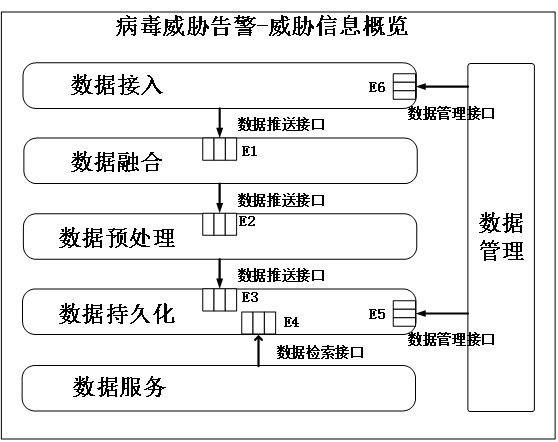 病毒威胁告警-威胁信息概览
数据接入
E6
数据管理接口
数据推送接口
E1
数据融合
数据推送接口
E2
数据预处理
数据管理
数据推送接口
E3
数据持久化
E4
E5
数据管理接口
数据检索接口
数据服务